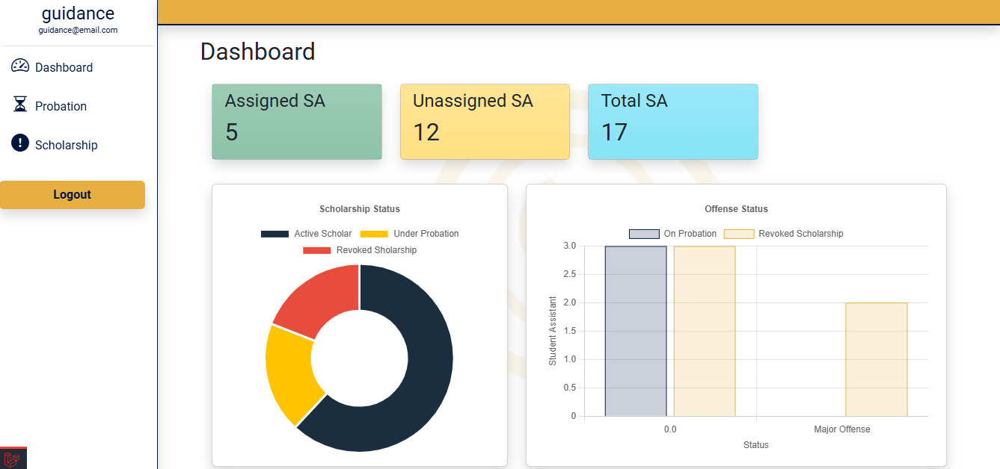 guidance
guidance@email.com
Dashboard
Probation
Scholarship
Logout
Dashboard
Assigned SA
5
Unassigned SA
12
Total SA
17
Scholarship Status
Active Scholar
Under Probation
Revoked Sholarship
Offense Status
On Probation
Revoked Scholarship
3.0
2.5
2.0
1.5
1.0
0.5
0
Student Assistant
0.0
Major Offense
Status